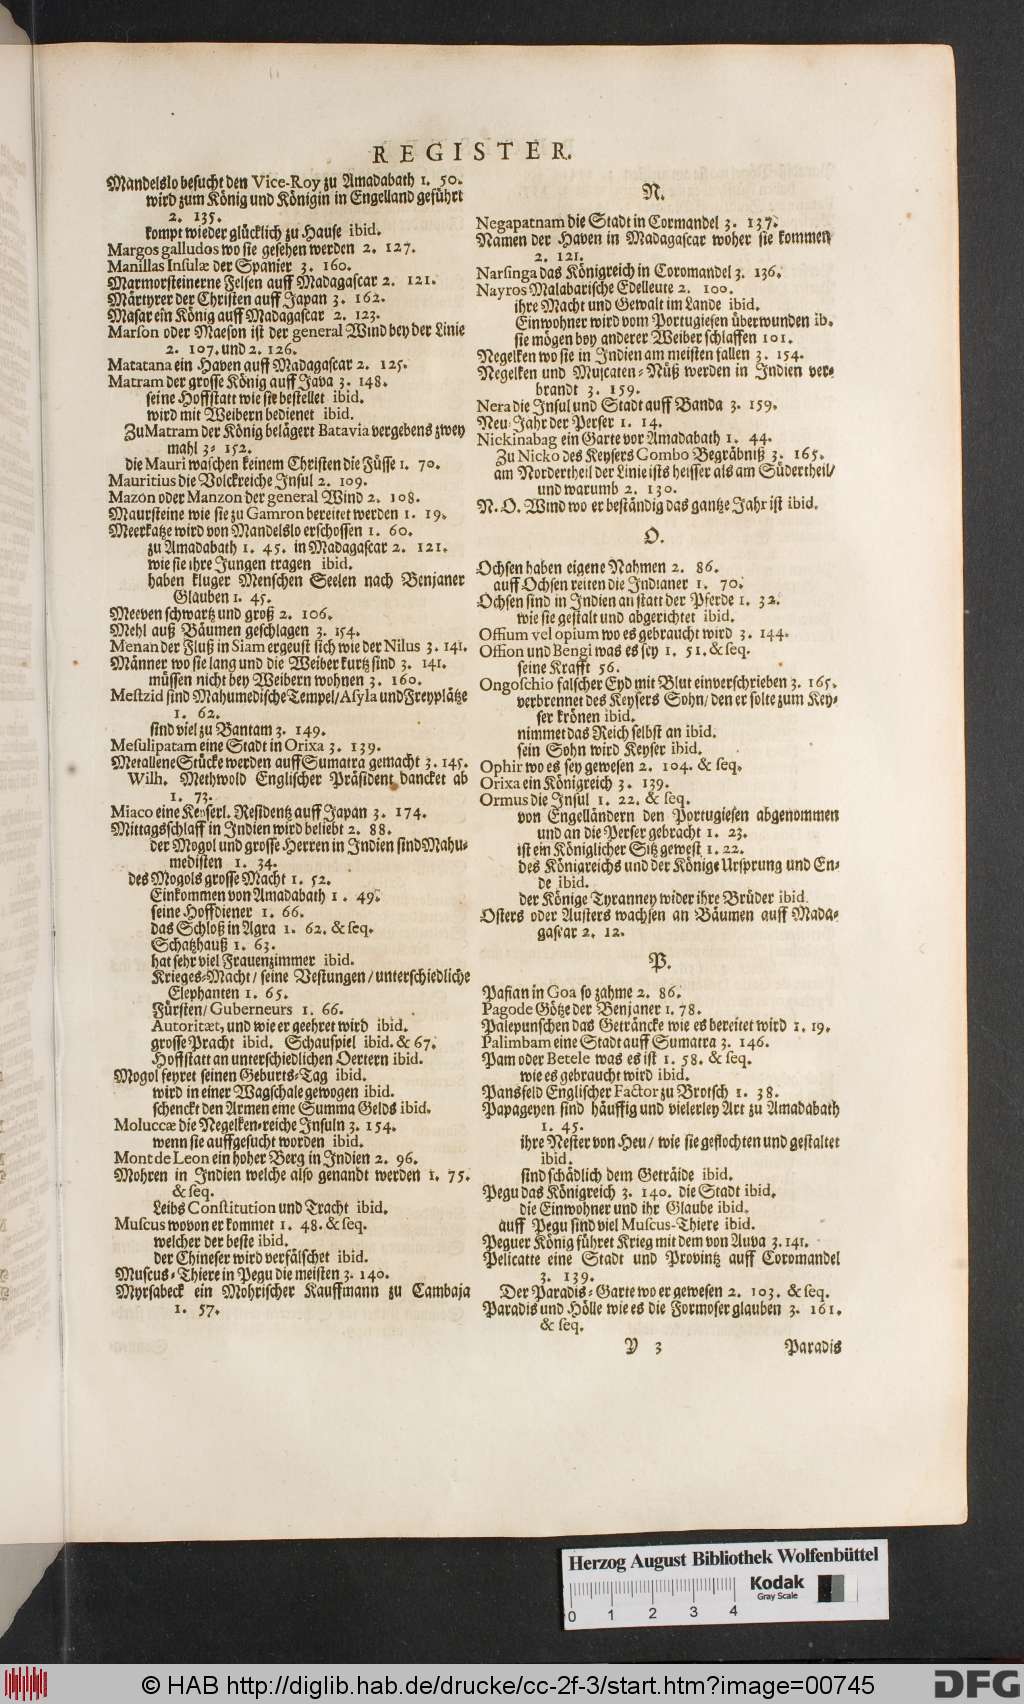 REGISTER.
Mandelslo besucht den Vice-Roy zu Amadabath 1. 50.
wird zum König und Königin in Engelland geführt
2. 135.
kompt wieder glücklich zu Hause ibid.
Margos galludos wo sie gesehen werden 2. 127.
Manillas Insulæ der Spanier 3. 160.
Marmorsteinerne Felsen auff Madagascar 2. 121.
Märtyrer der Christen auff Japan 3. 162.
Masar ein König auff Madagascar 2. 123.
Marson oder Maeson ist der general Wind bey der Linie
2. 107. und 2. 126.
Matatana ein Haven auff Madagascar 2. 125.
Matram der grosse König auff Java 3. 148.
seine Hoffstatt wie sie bestellet ibid.
wird mit Weibern bedienet ibid.
Zu Matram der König belägert Batavia vergebens zwey
mahl 3. 152.
die Mauri waschen keinem Christen die Füsse 1. 70.
Mauritius die Volckreiche Insul 2. 109.
Mazon oder Manzon der general Wind 2. 108.
Maursteine wie sie zu Gamron bereitet werden 1. 19.
Meerkatze wird von Mandelslo erschossen 1. 60.
zu Amadabath 1. 45. in Madagascar 2. 121.
wie sie ihre Jungen tragen ibid.
haben kluger Menschen Seelen nach Benjaner
Glauben 1. 45.
Meeven schwartz und groß 2. 106.
Mehl auß Bäumen geschlagen 3. 154.
Menan der Fluß in Siam ergeust sich wie der Nilus 3. 141.
Männer wo sie lang und die Weiber kurtz sind 3. 141.
müssen nicht bey Weibern wohnen 3. 160.
Mestzid sind Mahumedische Tempel/ Asyla und Freyplätze
1. 62.
sind viel zu Bantam 3. 149.
Mesulipatam eine Stadt in Orixa 3. 139.
Metallene Stücke werden auff Sumatra gemacht 3. 145.
Wilh. Methwold Englischer Präsident dancket ab
1. 73.
Miaco eine Keyserl. Residentz auff Japan 3. 174.
Mittagsschlaff in Indien wird beliebt 2. 88.
der Mogol und grosse Herren in Indien sind Mahu-
medisten 1. 34.
des Mogols grosse Macht 1. 52.
Einkommen von Amadabath 1. 49.
seine Hoffdiener 1. 66.
das Schloß in Agra 1. 62. & seq.
Schatzhauß 1. 63.
hat sehr viel Frauenzimmer ibid.
Krieges-Macht/ seine Vestungen/ unterschiedliche
Elephanten 1. 65.
Fürsten/ Guberneurs 1. 66.
Autoritæt, und wie er geehret wird ibid.
grosse Pracht ibid. Schauspiel ibid. & 67.
Hoffstatt an unterschiedlichen Oertern ibid.
Mogol feyret seinen Geburts-Tag ibid.
wird in einer Wagschale gewogen ibid.
schenckt den Armen eine Summa Gelds ibid.
Moluccæ die Negelken-reiche Insuln 3. 154.
wenn sie auffgesucht worden ibid.
Mont de Leon ein hoher Berg in Indien 2. 96.
Mohren in Indien welche also genandt werden 1. 75.
& seq.
Leibs Constitution und Tracht ibid.
Muscus wovon er kommet 1. 48. & seq.
welcher der beste ibid.
der Chineser wird verfälschet ibid.
Muscus-Thiere in Pegu die meisten 3. 140.
Myrsabeck ein Möhrischer Kauffmann zu Cambaja
1. 57.
N.
Negapatnam die Stadt in Cormandel 3. 137.
Namen der Haven in Madagascar woher sie kommen
2. 121.
Narsinga das Königreich in Coromandel 3. 136.
Nayros Malabarische Edelleute 2. 100.
ihre Macht und Gewalt im Lande ibid.
Einwohner wird vom Portugiesen überwunden ib.
sie mögen bey anderer Weiber schlaffen 101.
Negelken wo sie in Indien am meisten fallen 3. 154.
Negelken und Muscaten-Nüß werden in Indien ver-
brandt 3. 159.
Nera die Insul und Stadt auff Banda 3. 159.
Neu-Jahr der Perser 1. 14.
Nickinabag ein Garte vor Amadabath 1. 44.
Zu Nicko des Keysers Gombo Begräbniß 3. 165.
am Nordertheil der Linie ists heisser als am Südertheil/
und warumb 2. 130.
N. O. Wind wo er beständig das gantze Jahr ist ibid.
O.
Ochsen haben eigene Nahmen 2. 86.
auff Ochsen reiten die Indianer 1. 70.
Ochsen sind in Indien an statt der Pferde 1. 32.
wie sie gestalt und abgerichtet ibid.
Offium vel opium wo es gebraucht wird 3. 144.
Offion und Bengi was es sey 1. 51. & seq.
seine Krafft 56.
Ongoschio falscher Eyd mit Blut einverschrieben 3. 165.
verbrennet des Keysers Sohn/ den er solte zum Key-
ser krönen ibid.
nimmet das Reich selbst an ibid.
sein Sohn wird Keyser ibid.
Ophir wo es sey gewesen 2. 104. & seq.
Orixa ein Königreich 3. 139.
Ormus die Insul 1. 22. & seq.
von Engelländern den Portugiesen abgenommen
und an die Perser gebracht 1. 23.
ist ein Königlicher Sitz gewest 1. 22.
des Königreichs und der Könige Ursprung und En-
de ibid.
der Könige Tyranney wider ihre Brüder ibid.
Osters oder Austers wachsen an Bäumen auff Mada-
gascar 2. 12.
P.
Pasian in Goa so zahme 2. 86.
Pagode Götze der Benjaner 1. 78.
Palepunschen das Geträncke wie es bereitet wird 1. 19.
Palimbam eine Stadt auff Sumatra 3. 146.
Pam oder Betele was es ist 1. 58. & seq.
wie es gebraucht wird ibid.
Pansfeld Englischer Factor zu Brotsch 1. 38.
Papageyen sind häuffig und vielerley Art zu Amadabath
1. 45.
ihre Nester von Heu/ wie sie geflochten und gestaltet
ibid.
sind schädlich dem Geträide ibid.
Pegu das Königreich 3. 140. die Stadt ibid.
die Einwohner und ihr Glaube ibid.
auff Pegu sind viel Muscus-Thiere ibid.
Peguer König führet Krieg mit dem von Auva 3. 141.
Pelicatte eine Stadt und Provintz auff Coromandel
3. 139.
Der Paradis-Garte wo er gewesen 2. 103. & seq.
Paradis und Hölle wie es die Formoser glauben 3. 161.
& seq.
Y 3 Paradis
Herzog August Bibliothek Wolfenbüttel
Kodak
Gray Scale
0 1 2 3 4
© HAB http://diglib.hab.de/drucke/cc-2f-3/start.htm?image=00745
DFG